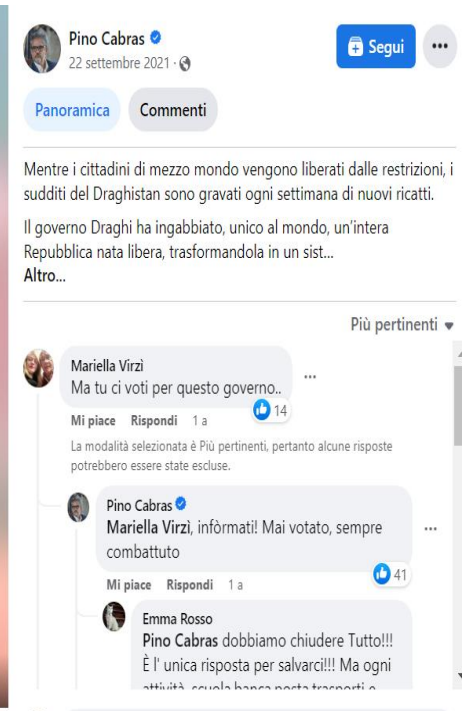 Pino Cabras
Segui
22 settembre 2021 ·
Panoramica
Commenti
Mentre i cittadini di mezzo mondo vengono liberati dalle restrizioni, i
sudditi del Draghistan sono gravati ogni settimana di nuovi ricatti.
Il governo Draghi ha ingabbiato, unico al mondo, un'intera
Repubblica nata libera, trasformandola in un sist...
Altro...
Più pertinenti
Mariella Virzì
Ma tu ci voti per questo governo..
14
Mi piace Rispondi 1 a
La modalità selezionata è Più pertinenti, pertanto alcune risposte
potrebbero essere state escluse.
Pino Cabras
Mariella Virzì, infòrmati! Mai votato, sempre
combattuto
41
Mi piace Rispondi 1 a
Emma Rosso
Pino Cabras dobbiamo chiudere Tutto!!!
È l' unica risposta per salvarci!!! Ma ogni
attività, scuola banca posta trasporti e